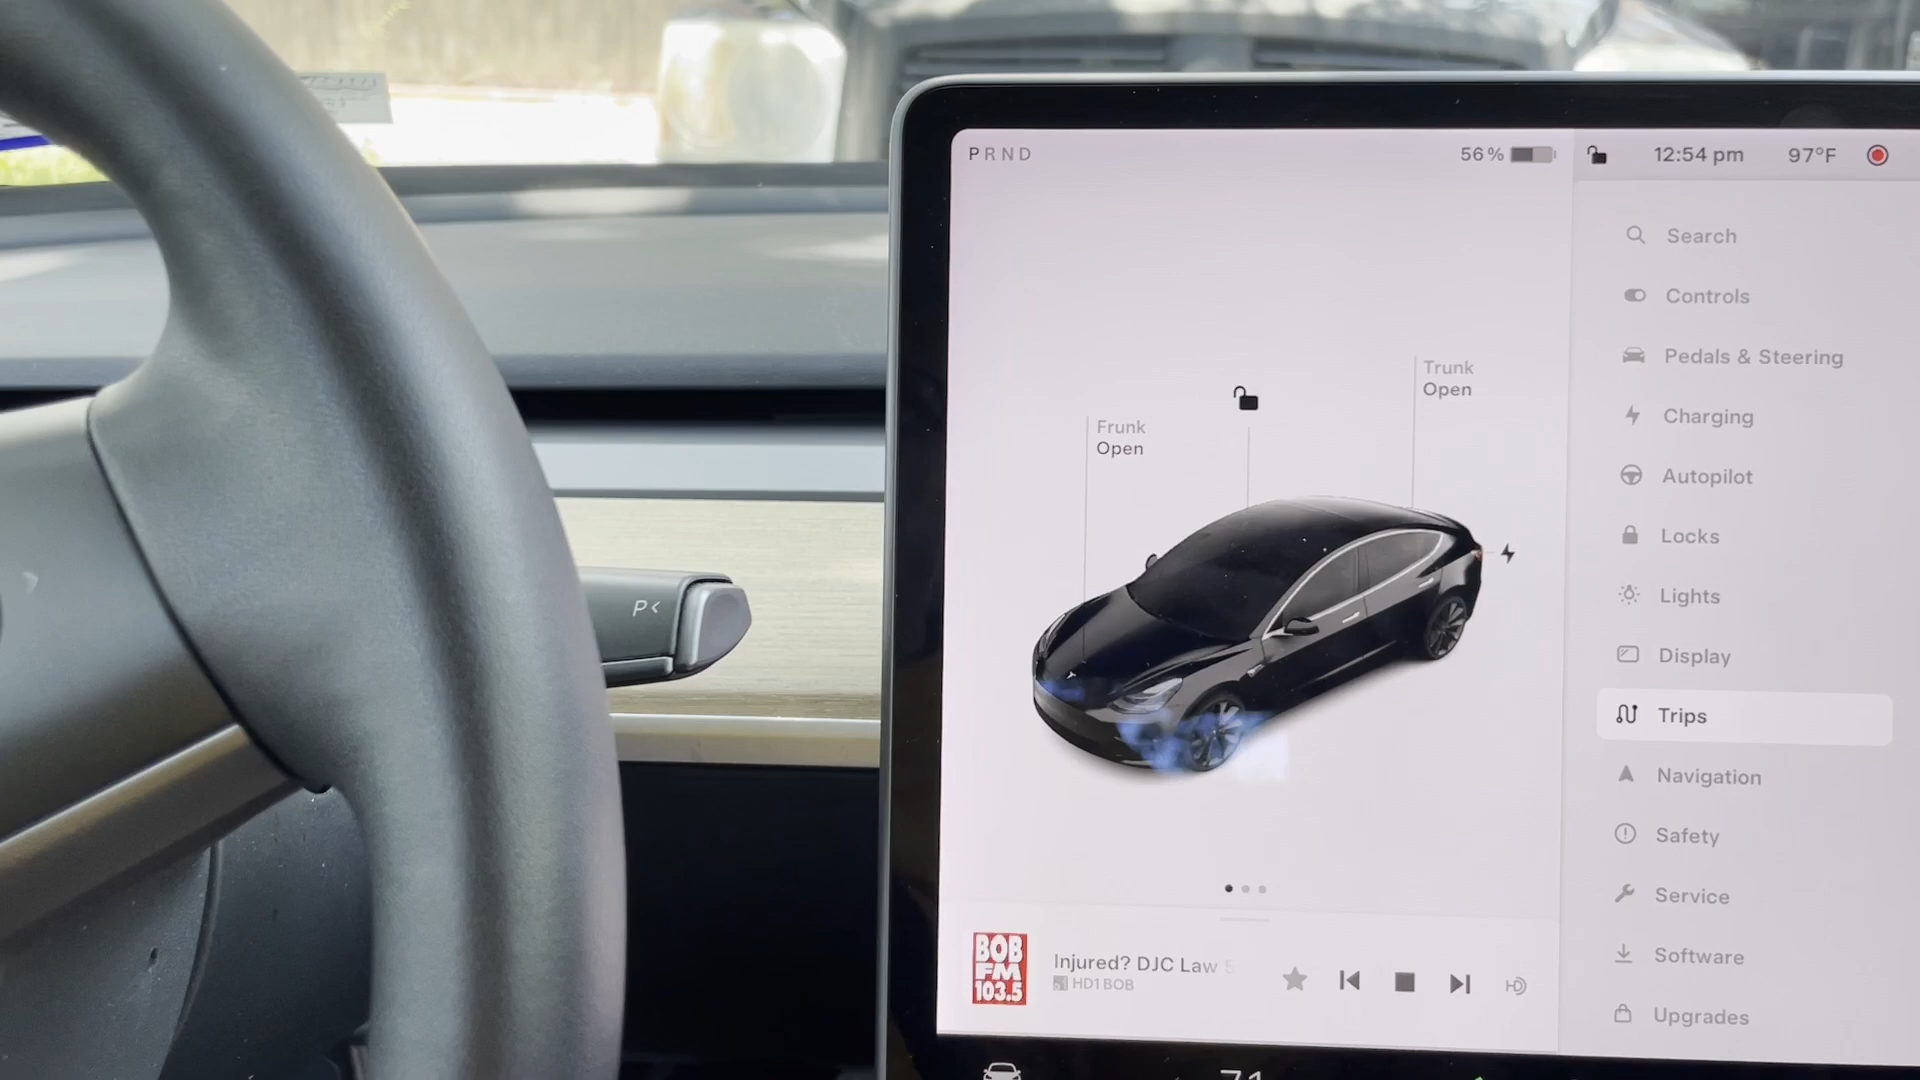 PRND
56%
12:54 pm
97°F
Search
Controls
Pedals & Steering
Charging
Autopilot
Locks
Lights
Display
Trips
Navigation
Safety
Service
Software
Upgrades
Trunk
Open
Frunk
Open
P<
BOB
FM
103.5
Injured? DJC Law
HD1 BOB
HD